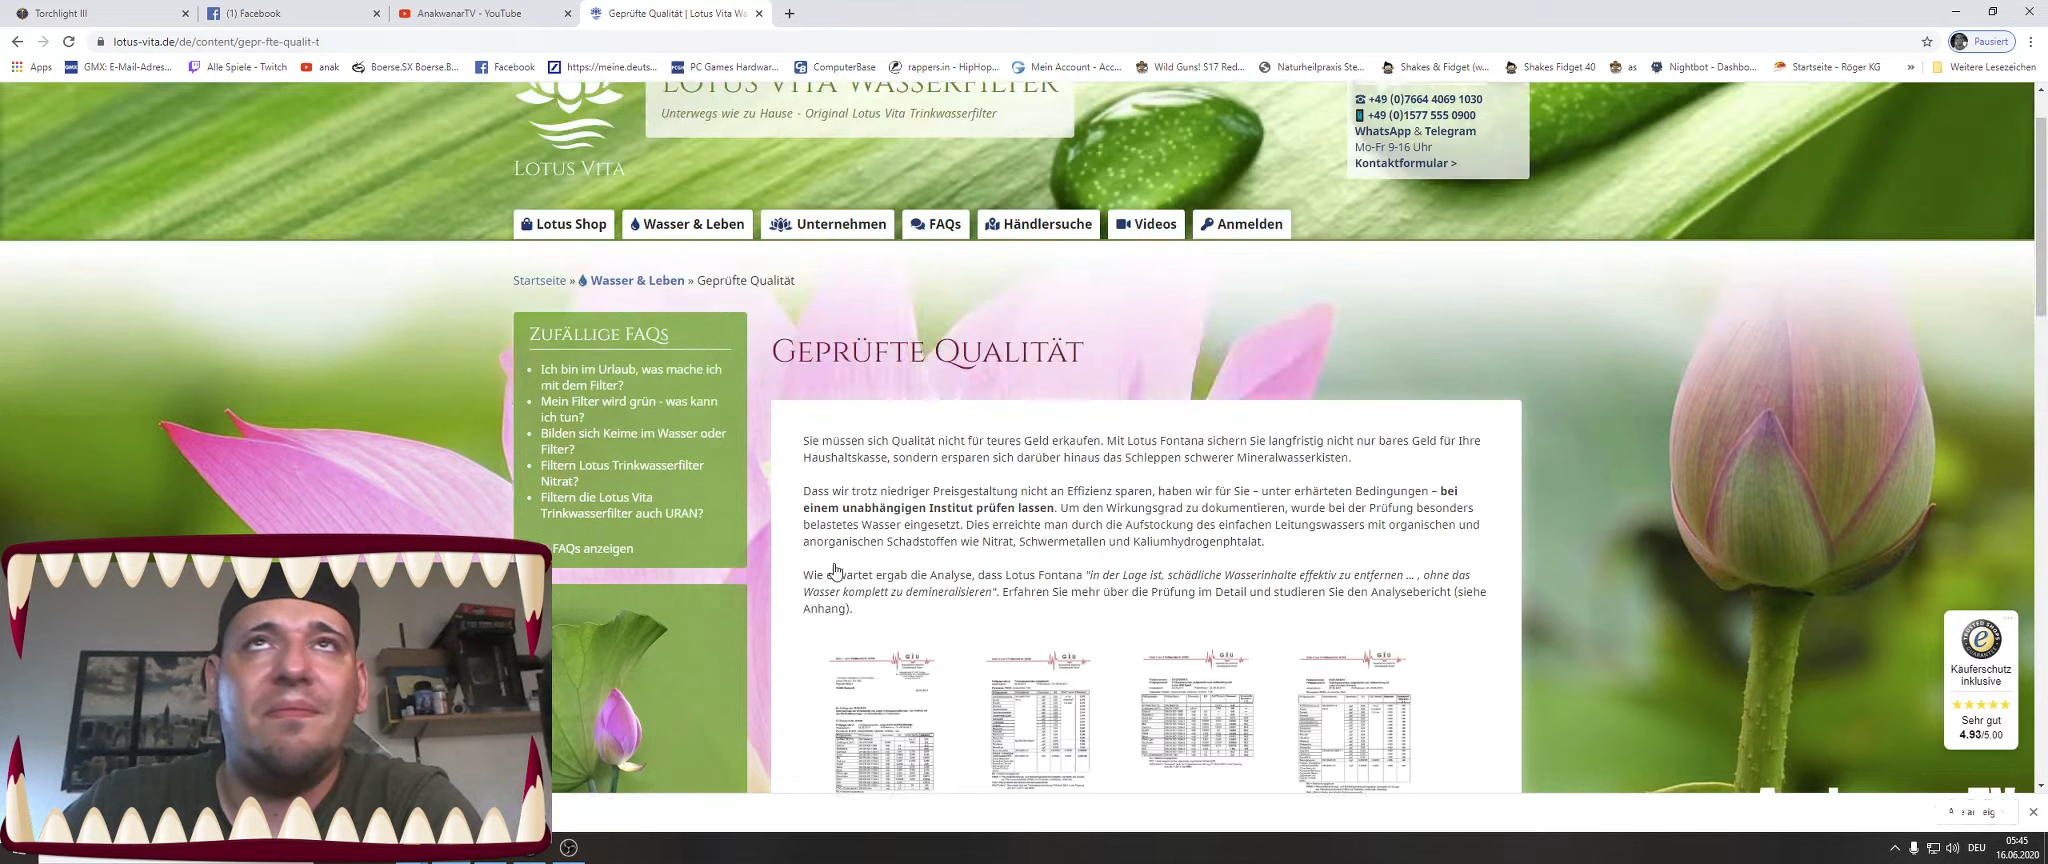 Torchlight III
(1) Facebook
AnakwanarTV - YouTube
Geprüfte Qualität | Lotus Vita Wa
lotus-vita.de/de/content/gepr-fte-qualit-t
Pausiert
Apps
GMX: E-Mail-Adres...
Alle Spiele - Twitch
anak
Boerse.SX Boerse.B...
Facebook
https://meine.deuts...
PC Games Hardwar...
ComputerBase
rappers.in - HipHop...
Mein Account - Acc...
Wild Guns! S17 Red...
Naturheilpraxis Ste...
Shakes & Fidget (w...
Shakes Fidget 40
as
Nightbot - Dashbo...
Startseite - Röger KG
»
Weitere Lesezeichen
LOTUS VITA WASSERFILTER
Unterwegs wie zu Hause - Original Lotus Vita Trinkwasserfilter
LOTUS VITA
+49 (0)7664 4069 1030
+49 (0)1577 555 0900
WhatsApp & Telegram
Mo-Fr 9-16 Uhr
Kontaktformular >
Lotus Shop
Wasser & Leben
Unternehmen
FAQs
Händlersuche
Videos
Anmelden
Startseite » Wasser & Leben » Geprüfte Qualität
ZUFÄLLIGE FAQS
• Ich bin im Urlaub, was mache ich
mit dem Filter?
• Mein Filter wird grün - was kann
ich tun?
• Bilden sich Keime im Wasser oder
Filter?
• Filtern Lotus Trinkwasserfilter
Nitrat?
• Filtern die Lotus Vita
Trinkwasserfilter auch URAN?
FAQs anzeigen
GEPRÜFTE QUALITÄT
Sie müssen sich Qualität nicht für teures Geld erkaufen. Mit Lotus Fontana sichern Sie langfristig nicht nur bares Geld für Ihre
Haushaltskasse, sondern ersparen sich darüber hinaus das Schleppen schwerer Mineralwasserkisten.
Dass wir trotz niedriger Preisgestaltung nicht an Effizienz sparen, haben wir für Sie – unter erhärteten Bedingungen – bei
einem unabhängigen Institut prüfen lassen. Um den Wirkungsgrad zu dokumentieren, wurde bei der Prüfung besonders
belastetes Wasser eingesetzt. Dies erreichte man durch die Aufstockung des einfachen Leitungswassers mit organischen und
anorganischen Schadstoffen wie Nitrat, Schwermetallen und Kaliumhydrogenphtalat.
Wie erwartet ergab die Analyse, dass Lotus Fontana "in der Lage ist, schädliche Wasserinhalte effektiv zu entfernen ... , ohne das
Wasser komplett zu demineralisieren". Erfahren Sie mehr über die Prüfung im Detail und studieren Sie den Analysebericht (siehe
Anhang).
GIU
GIU
GIU
GIU
TRUSTED SHOPS
GUARANTEE
Käuferschutz
inklusive
Sehr gut
4.93/5.00
DEU
05:45
16.06.2020